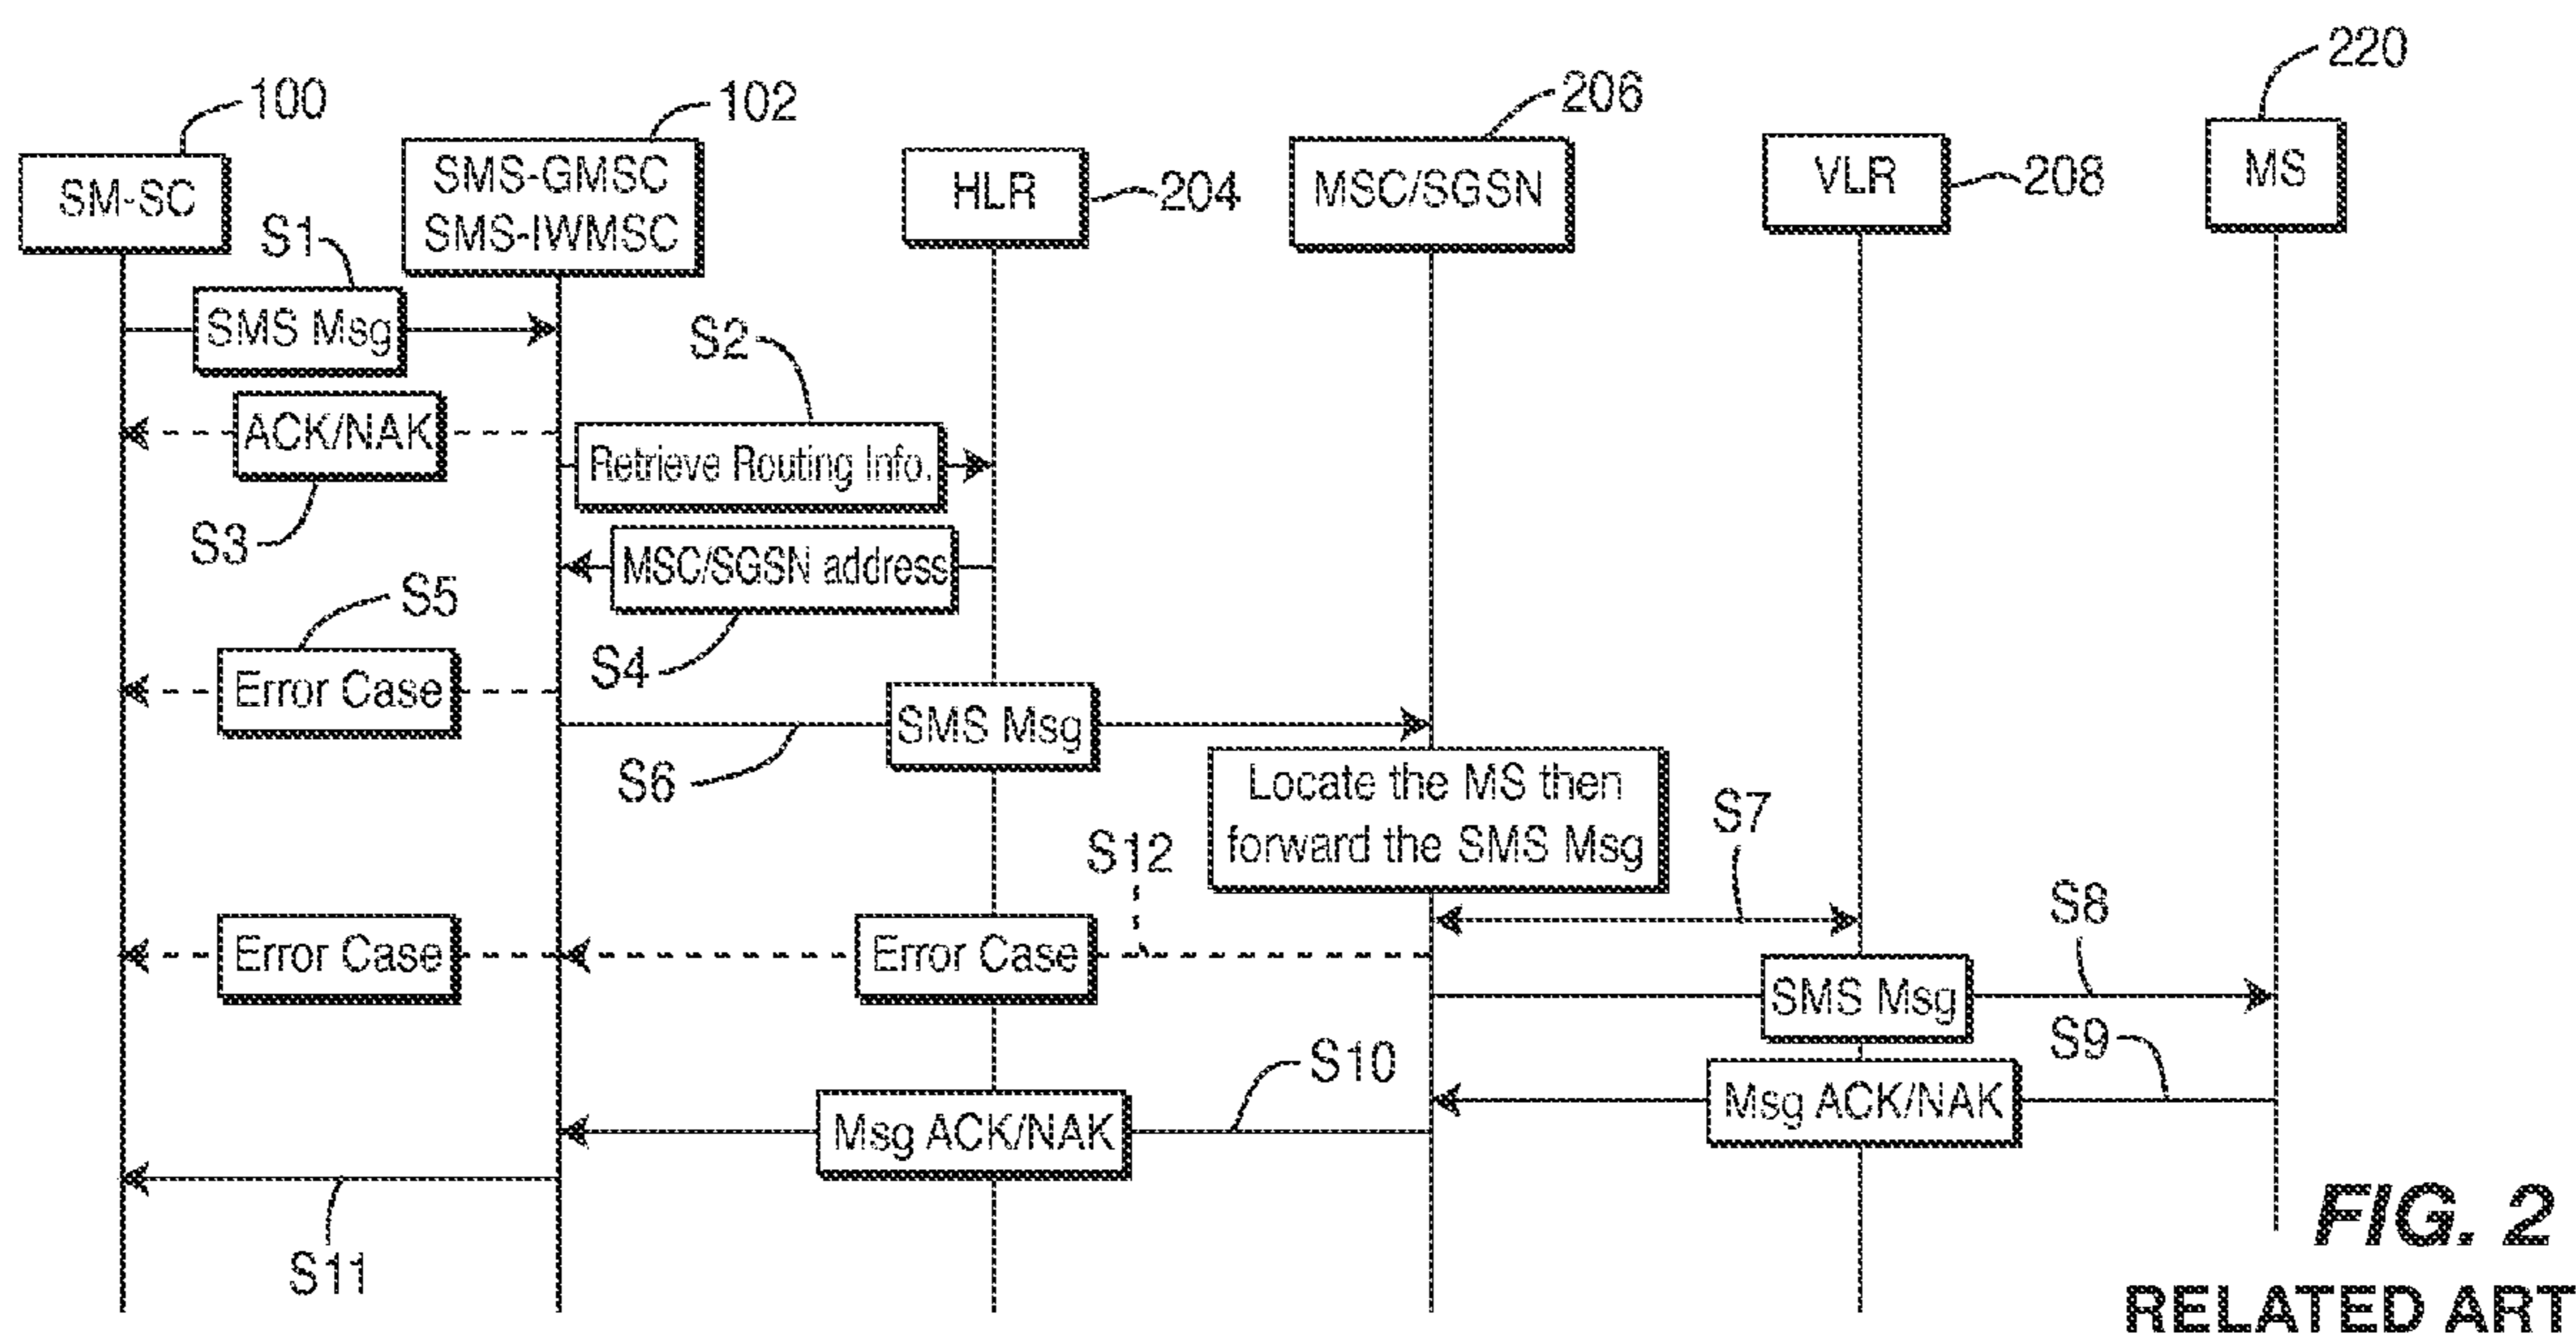 100
102
206
220
SM-SC
SMS-GMSC
SMS-IWMSC
HLR
204
MSC/SGSN
VLR
208
MS
S1
SMS Msg
S2
ACK/NAK
Retrieve Routing Info.
S3
MSC/SGSN address
S5
S4
Error Case
SMS Msg
S6
Locate the MS then
forward the SMS Msg
S7
S12
S8
Error Case
Error Case
SMS Msg
S9
S10
Msg ACK/NAK
Msg ACK/NAK
S11
FIG. 2
RELATED ART